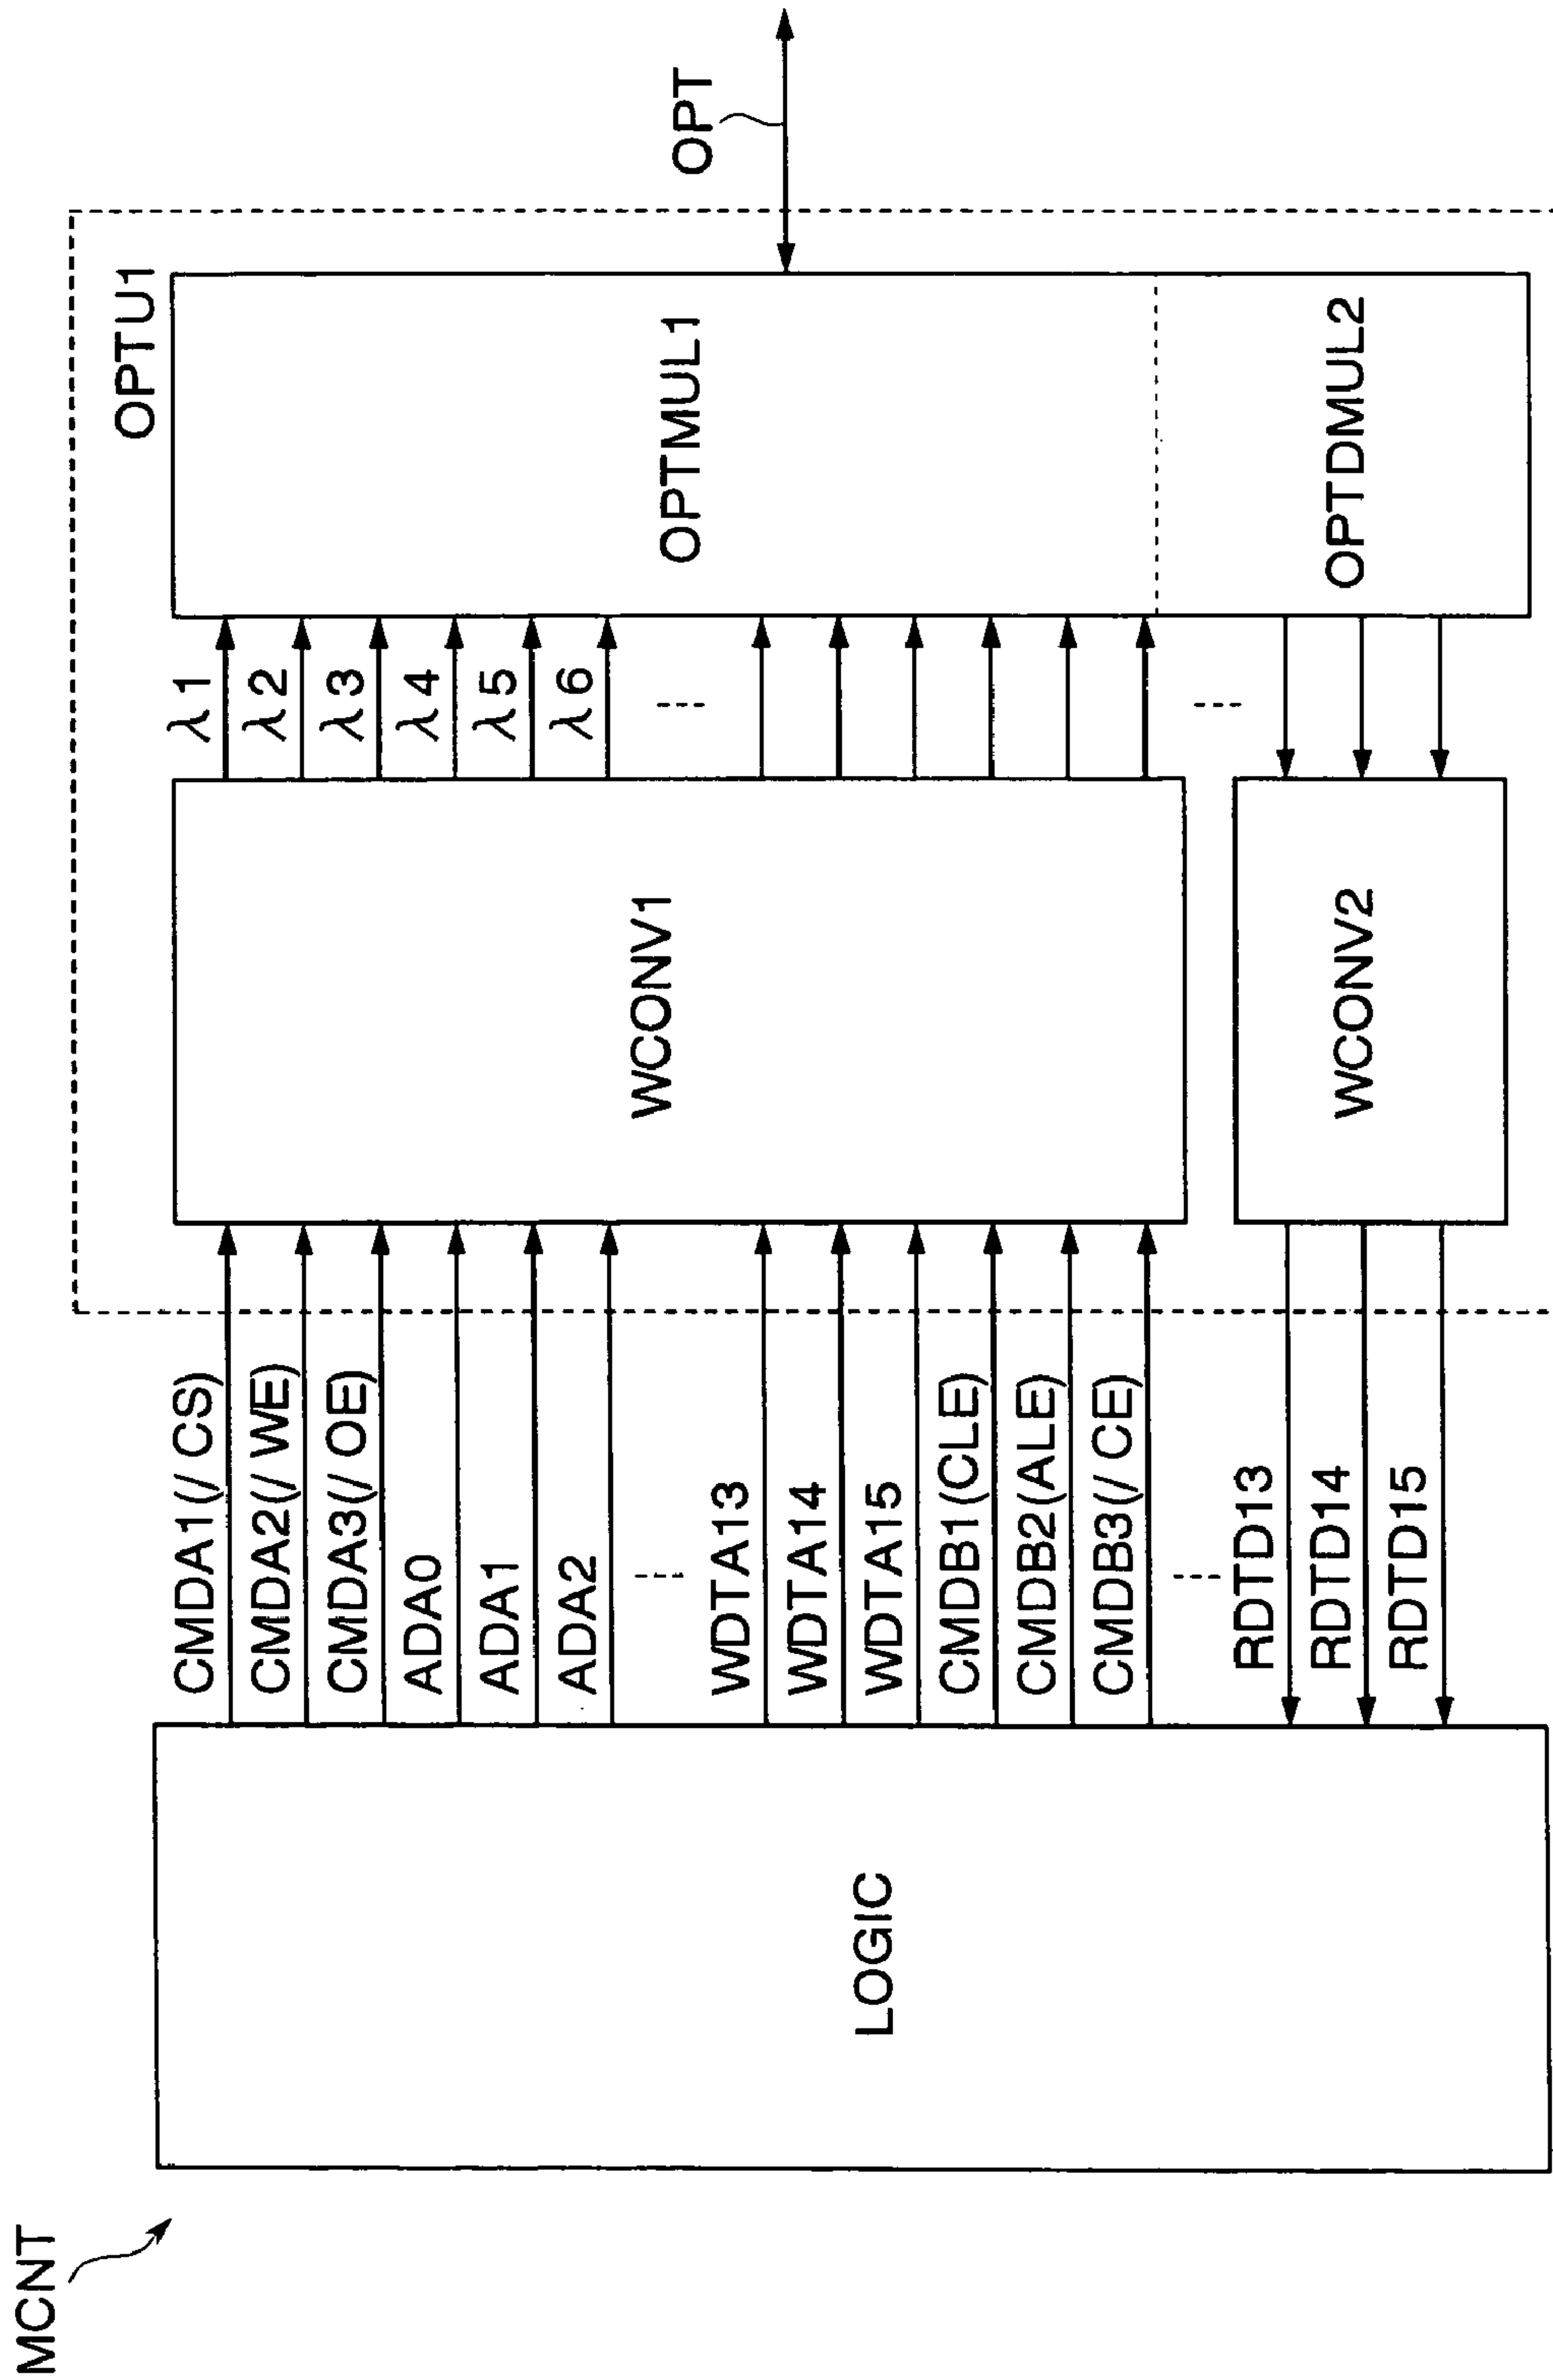 MCNT
LOGIC
CMDA1(/ CS)
CMDA2(/ WE)
CMDA3(/ OE)
ADA0
ADA1
ADA2
WDTA13
WDTA14
WDTA15
CMDB1(CLE)
CMDB2(ALE)
CMDB3(/ CE)
RDTD13
RDTD14
RDTD15
WCONV1
WCONV2
λ1
λ2
λ3
λ4
λ5
λ6
OPTU1
OPTMUL1
OPTDMUL2
OPT